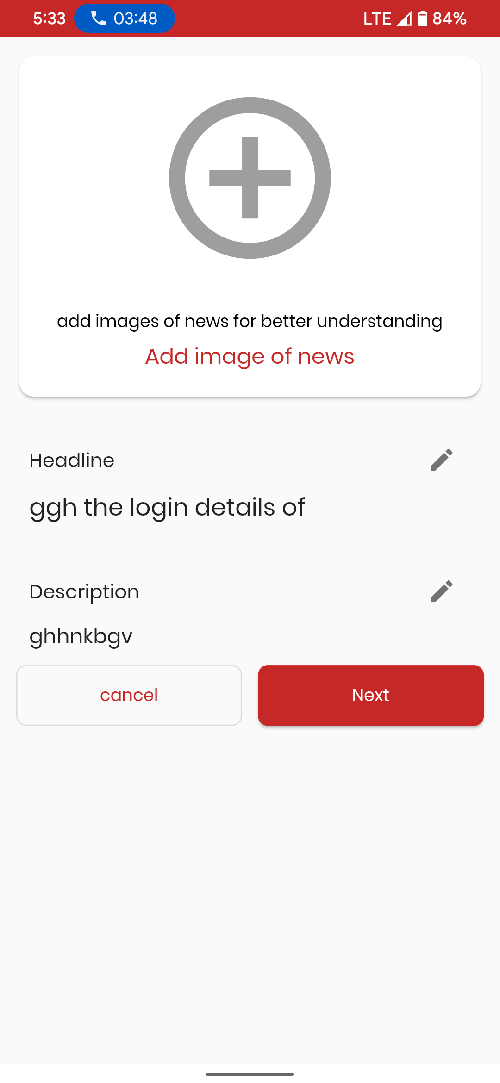 5:33 03:48 LTE 84%
add images of news for better understanding
Add image of news
Headline
ggh the login details of
Description
ghhnkbgv
cancel Next